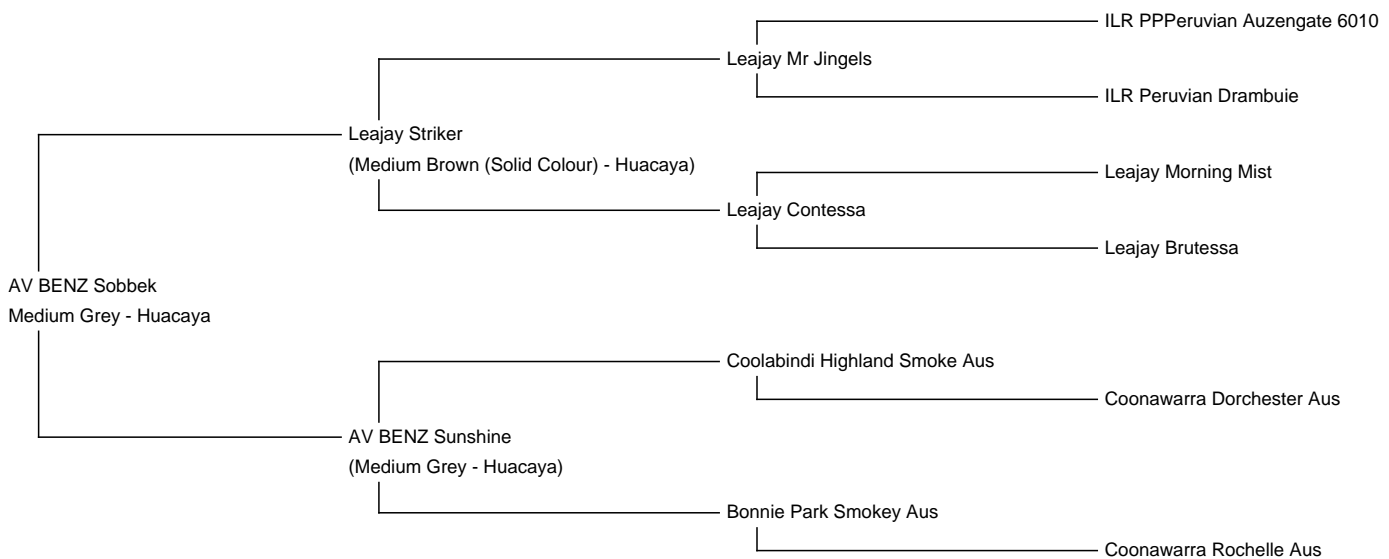 ILR PPPeruvian Auzengate 6010
Leajay Mr Jingels
ILR Peruvian Drambuie
Leajay Striker
(Medium Brown (Solid Colour) - Huacaya)
Leajay Morning Mist
Leajay Contessa
Leajay Brutessa
AV BENZ Sobbek
Medium Grey - Huacaya
Coolabindi Highland Smoke Aus
Coonawarra Dorchester Aus
AV BENZ Sunshine
(Medium Grey - Huacaya)
Bonnie Park Smokey Aus
Coonawarra Rochelle Aus